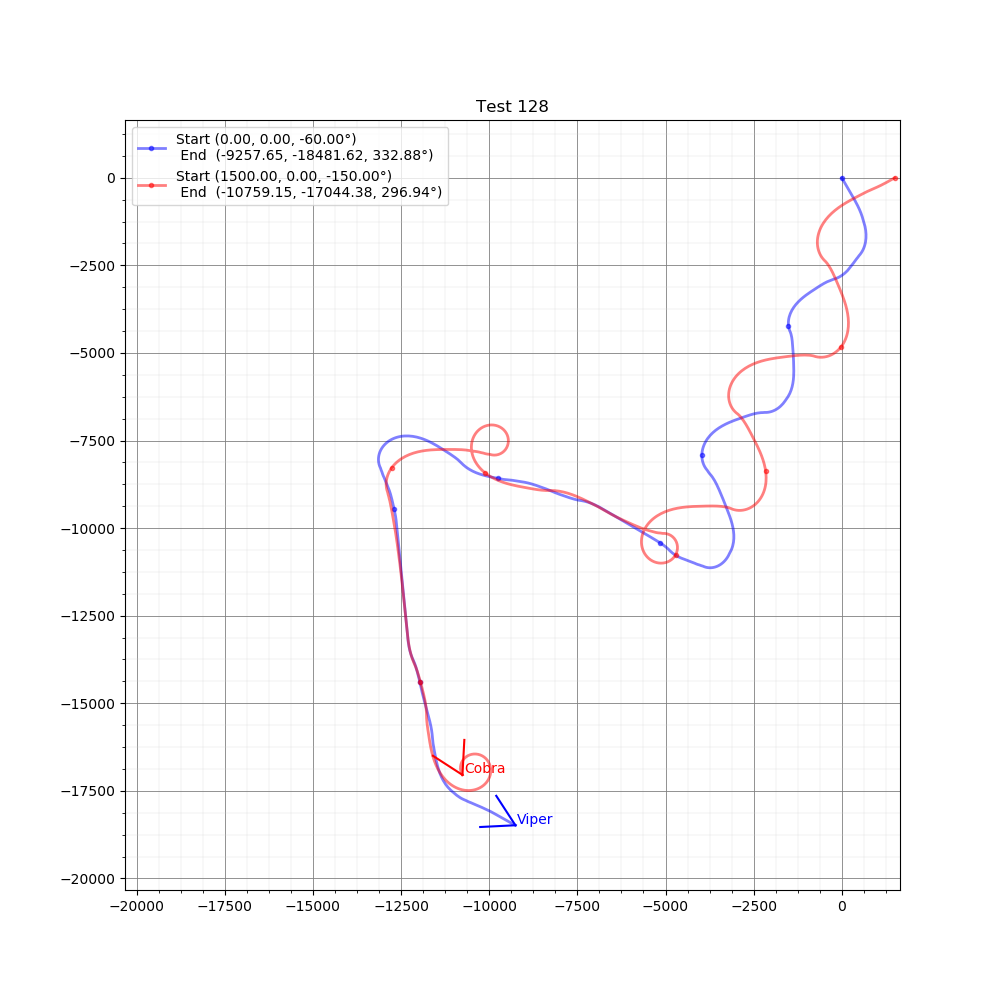 Test 128
Start (0.00, 0.00, -60.00°)
End  (-9257.65, -18481.62, 332.88°)
Start (1500.00, 0.00, -150.00°)
End  (-10759.15, -17044.38, 296.94°)
0
−2500
−5000
−7500
−10000
−12500
−15000
−17500
−20000
Cobra
Viper
−20000 −17500 −15000 −12500 −10000 −7500 −5000 −2500 0